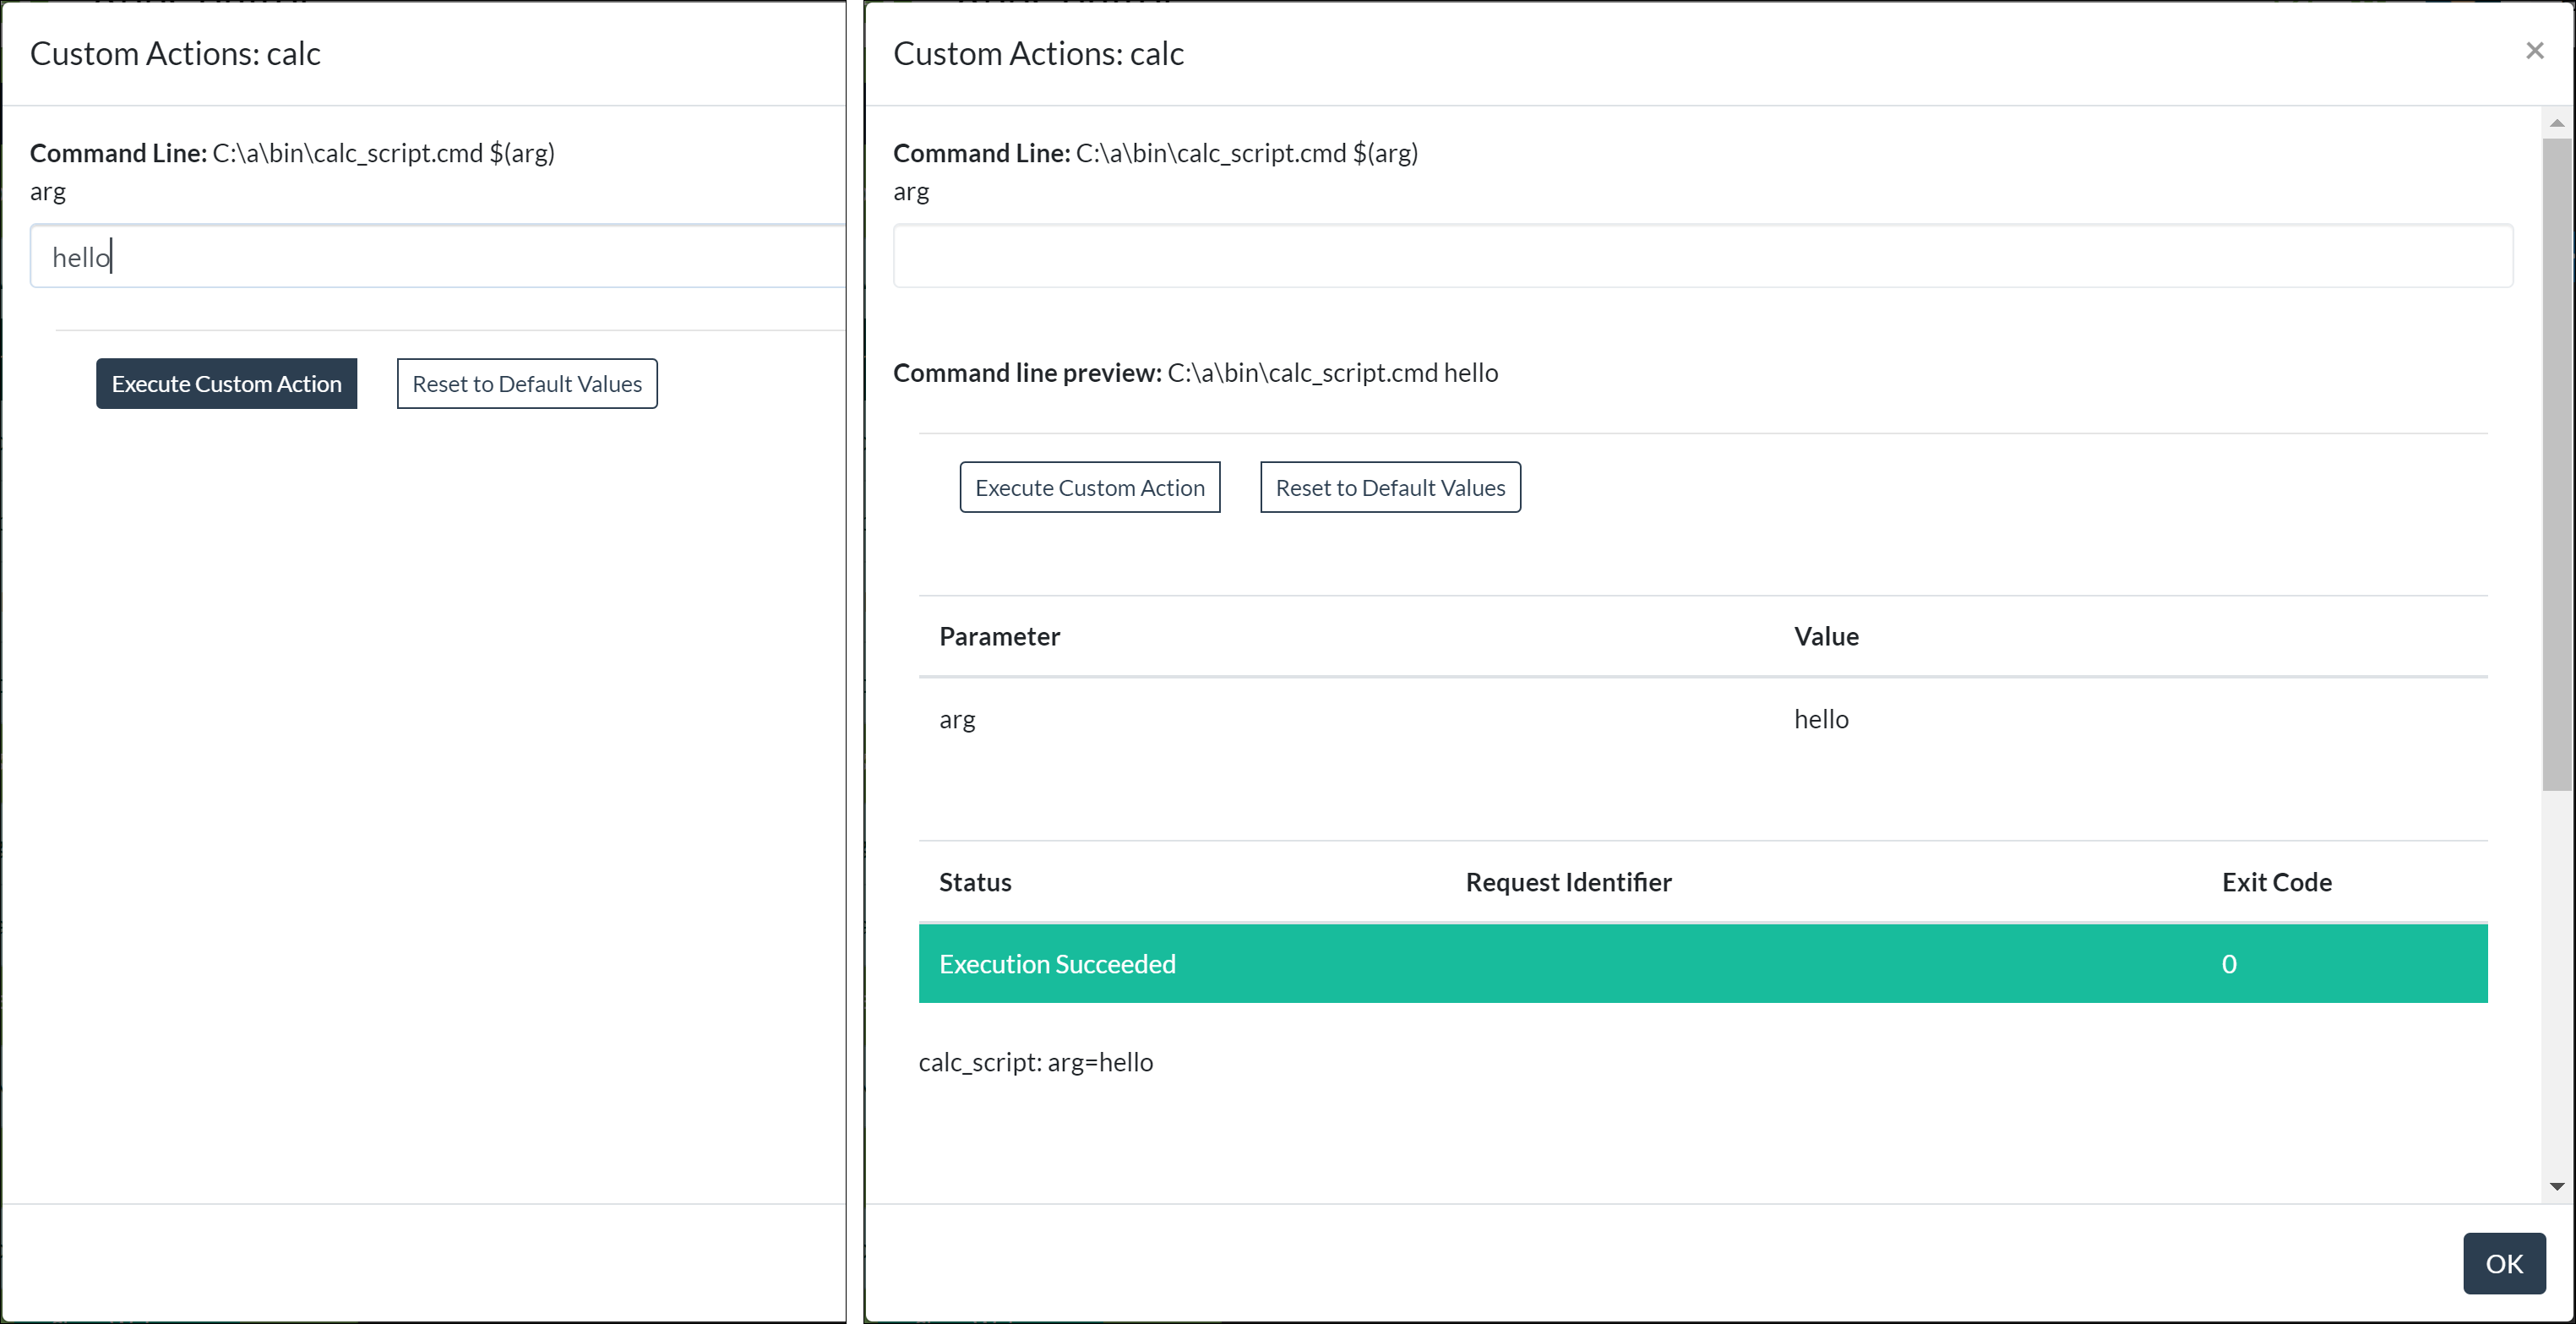 Custom Actions: calc
Command Line: C:\a\bin\calc_script.cmd $(arg)
arg
hello
Execute Custom Action
Reset to Default Values
Custom Actions: calc
×
Command Line: C:\a\bin\calc_script.cmd $(arg)
arg
Command line preview: C:\a\bin\calc_script.cmd hello
Execute Custom Action
Reset to Default Values
Parameter Value
arg hello
Status Request Identifier Exit Code
Execution Succeeded 0
calc_script: arg=hello
OK